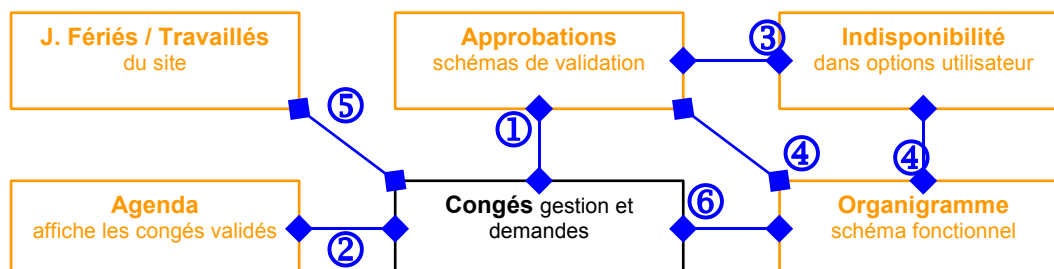 J. Fériés / Travaillés
du site
Approbations
schémas de validation
③
Indisponibilité
dans options utilisateur
⑤
①
④
④
Agenda
affiche les congés validés
②
Congés gestion et
demandes
⑥
Organigramme
schéma fonctionnel